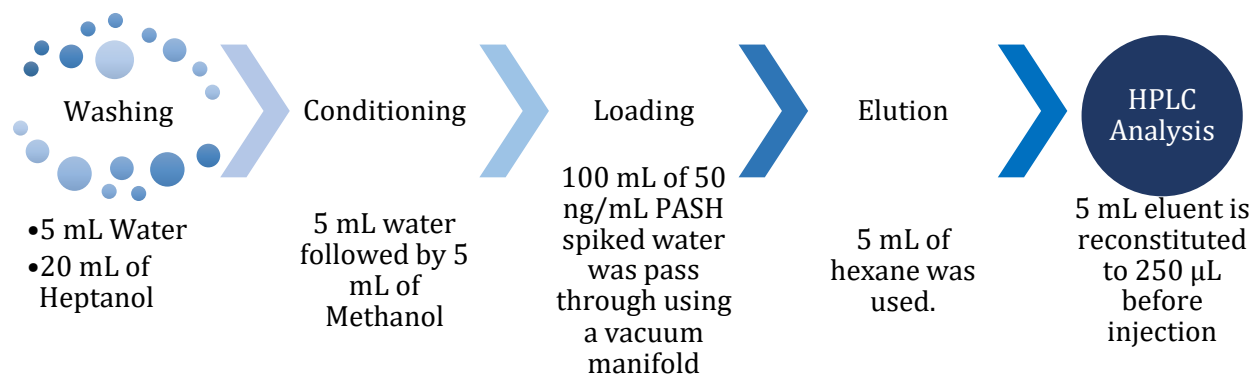 Washing
•5 mL Water
•20 mL of
Heptanol
Conditioning
5 mL water
followed by 5
mL of
Methanol
Loading
100 mL of 50
ng/mL PASH
spiked water
was pass
through using
a vacuum
manifold
Elution
5 mL of
hexane was
used.
HPLC
Analysis
5 mL eluent is
reconstituted
to 250 μL
before
injection